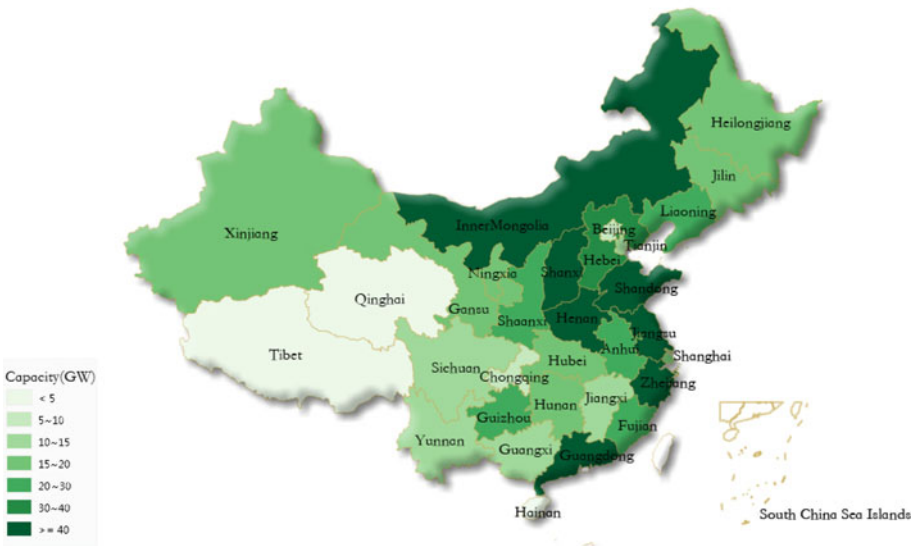 Heilongjiang
Jilin
Liaoning
InnerMongolia
Beijing
Tianjin
Xinjiang
Hebei
Ningxia
Shanxi
Shandong
Qinghai
Gansu
Shaanxi
Henan
Jiangsu
Tibet
Anhui
Shanghai
Sichuan
Hubei
Chongqing
Zhejiang
Jiangxi
Hunan
Guizhou
Fujian
Yunnan
Guangxi
Guangdong
Hainan
South China Sea Islands
Capacity(GW)
< 5
5~10
10~15
15~20
20~30
30~40
>= 40